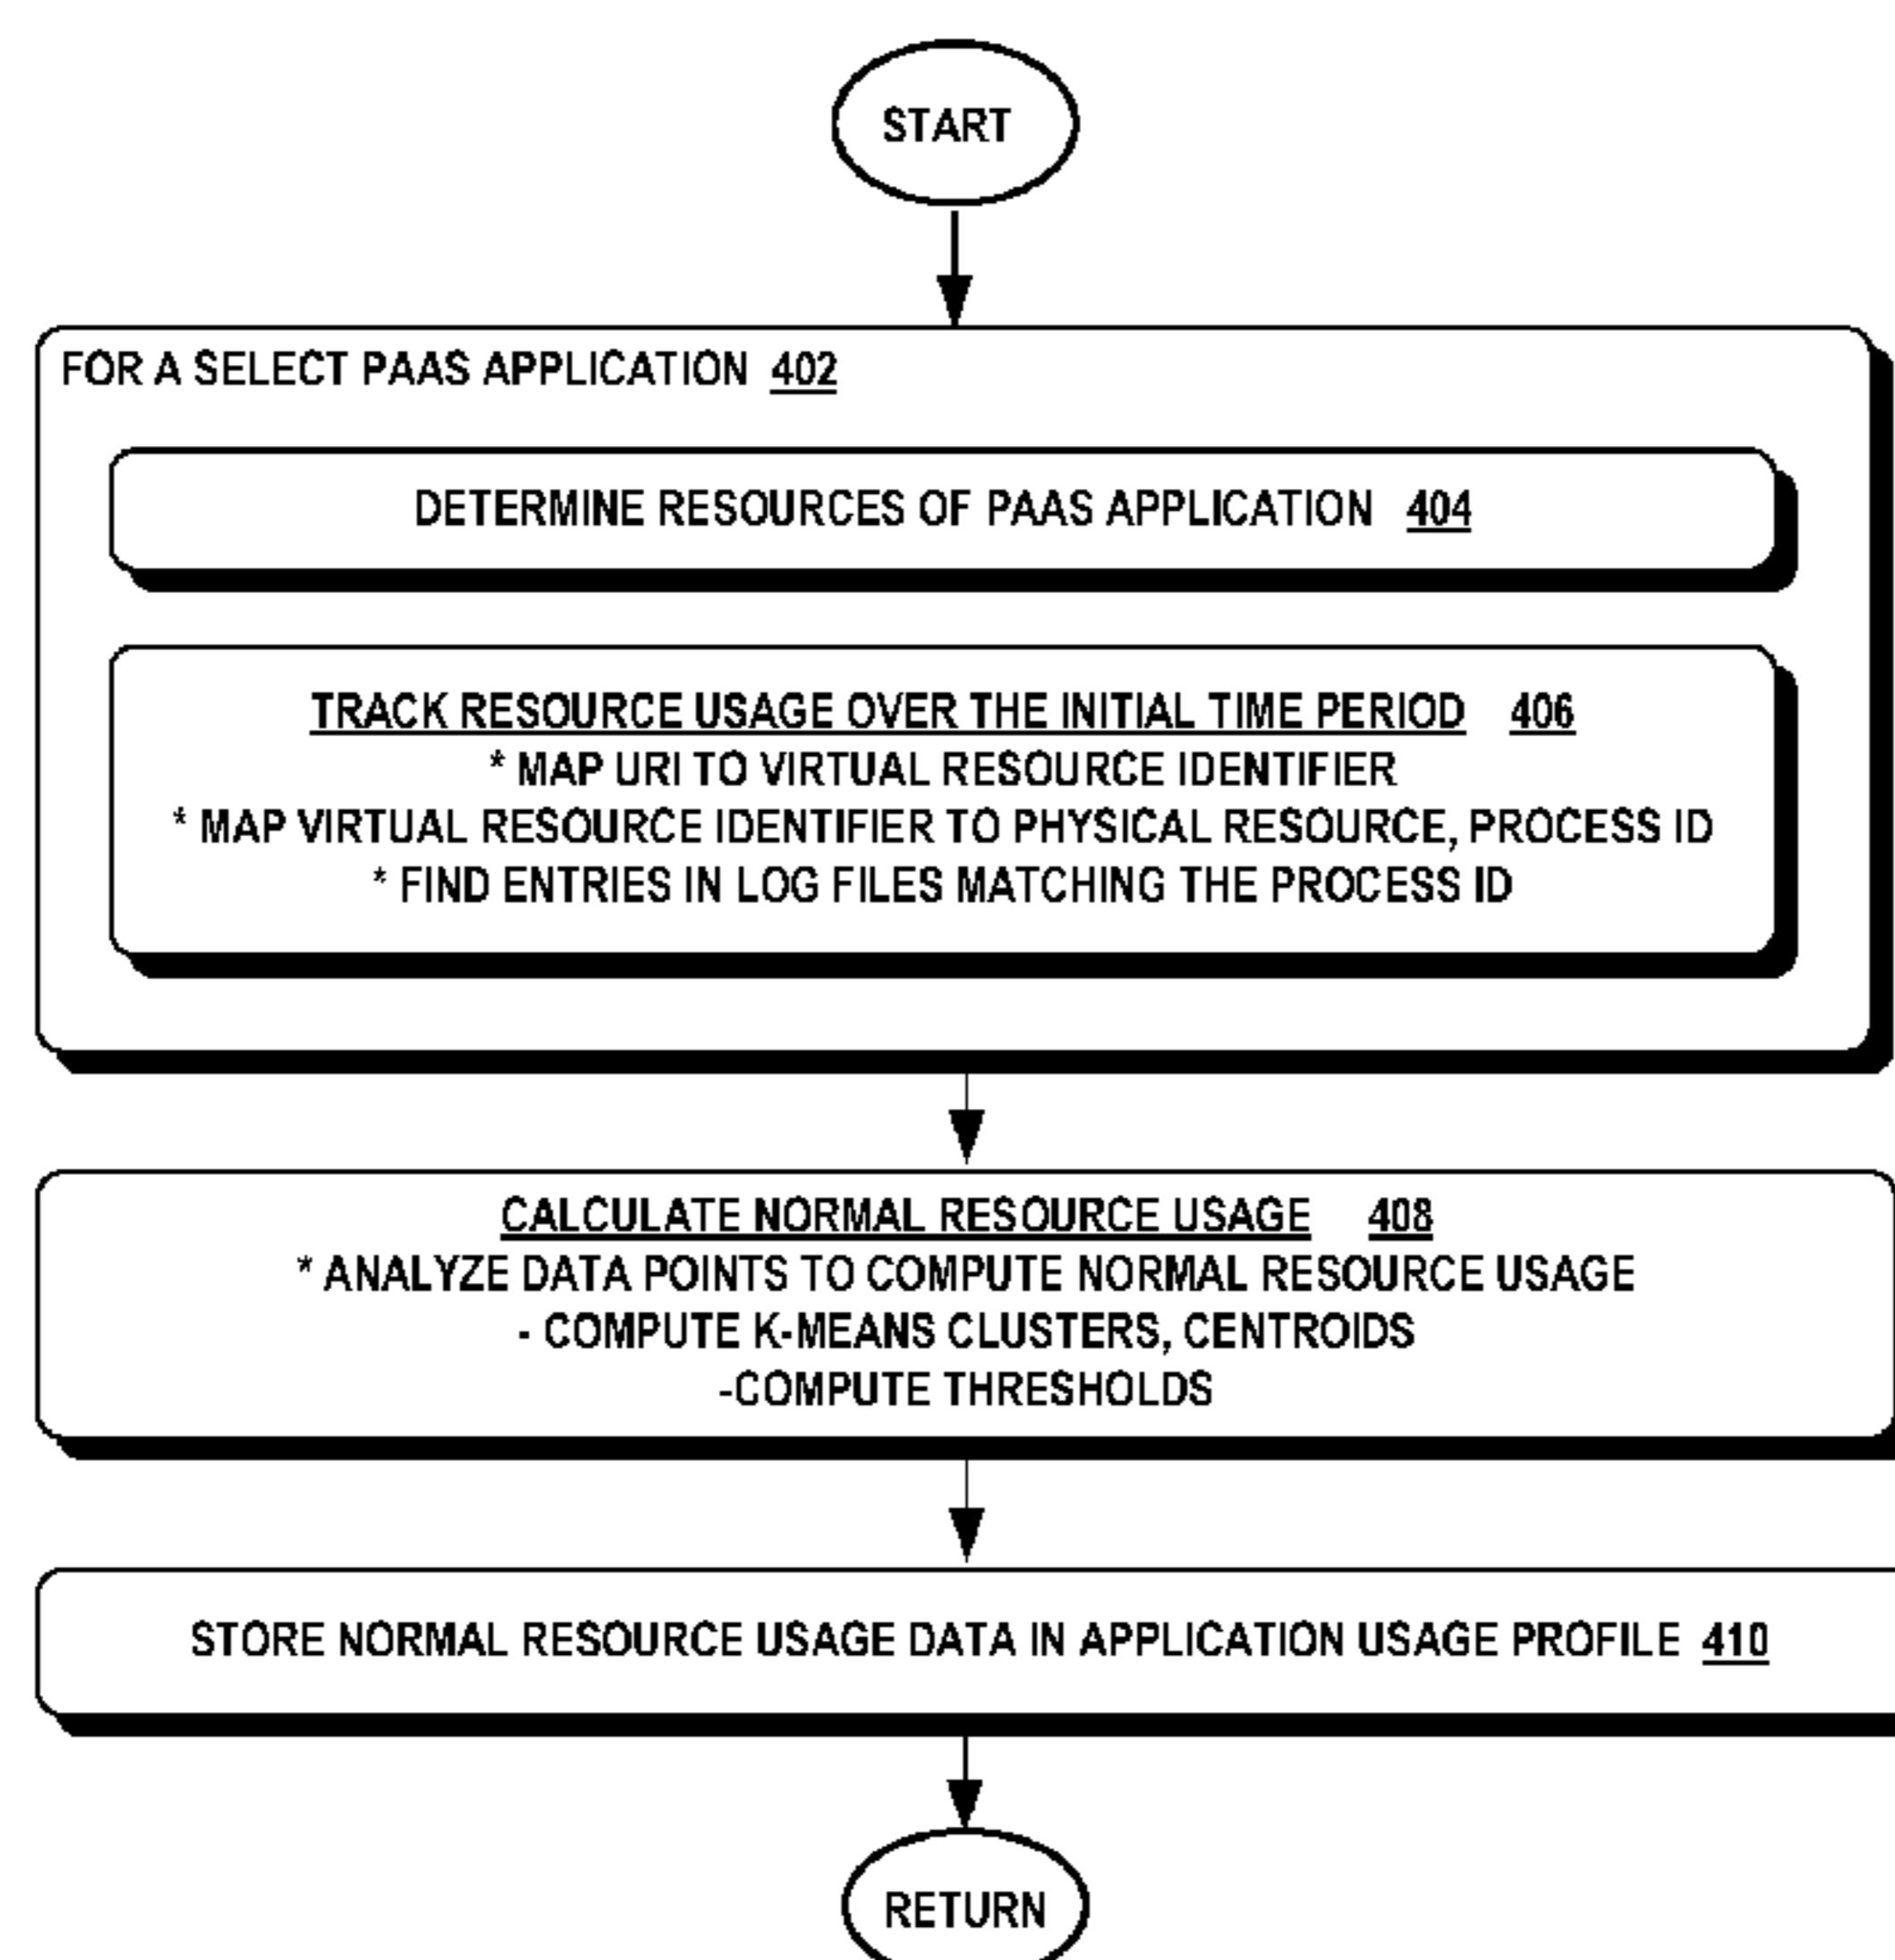 START
FOR A SELECT PAAS APPLICATION 402
DETERMINE RESOURCES OF PAAS APPLICATION 404
TRACK RESOURCE USAGE OVER THE INITIAL TIME PERIOD 406
* MAP URI TO VIRTUAL RESOURCE IDENTIFIER
* MAP VIRTUAL RESOURCE IDENTIFIER TO PHYSICAL RESOURCE, PROCESS ID
* FIND ENTRIES IN LOG FILES MATCHING THE PROCESS ID
CALCULATE NORMAL RESOURCE USAGE 408
* ANALYZE DATA POINTS TO COMPUTE NORMAL RESOURCE USAGE
- COMPUTE K-MEANS CLUSTERS, CENTROIDS
-COMPUTE THRESHOLDS
STORE NORMAL RESOURCE USAGE DATA IN APPLICATION USAGE PROFILE 410
RETURN